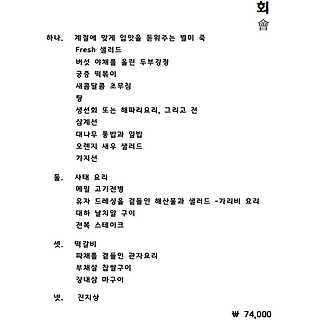 회
會
하나. 계절에 맞게 입맛을 돋워주는 별미 죽
Fresh 샐러드
버섯 야채를 올린 두부강정
궁중 떡볶이
새콤달콤 초무침
탕
생선회 또는 해파리요리, 그리고 전
삼계선
대나무 통밥과 쌈밥
오렌지 새우 샐러드
가지선
둘. 사태 요리
메밀 고기전병
유자 드레싱을 곁들인 해산물과 샐러드 -가리비 요리
대하 날치알 구이
전복 스테이크
셋. 떡갈비
파채를 곁들인 관자요리
부채살 찹쌀구이
장내삼 마구이
넷. 진지상
₩ 74,000